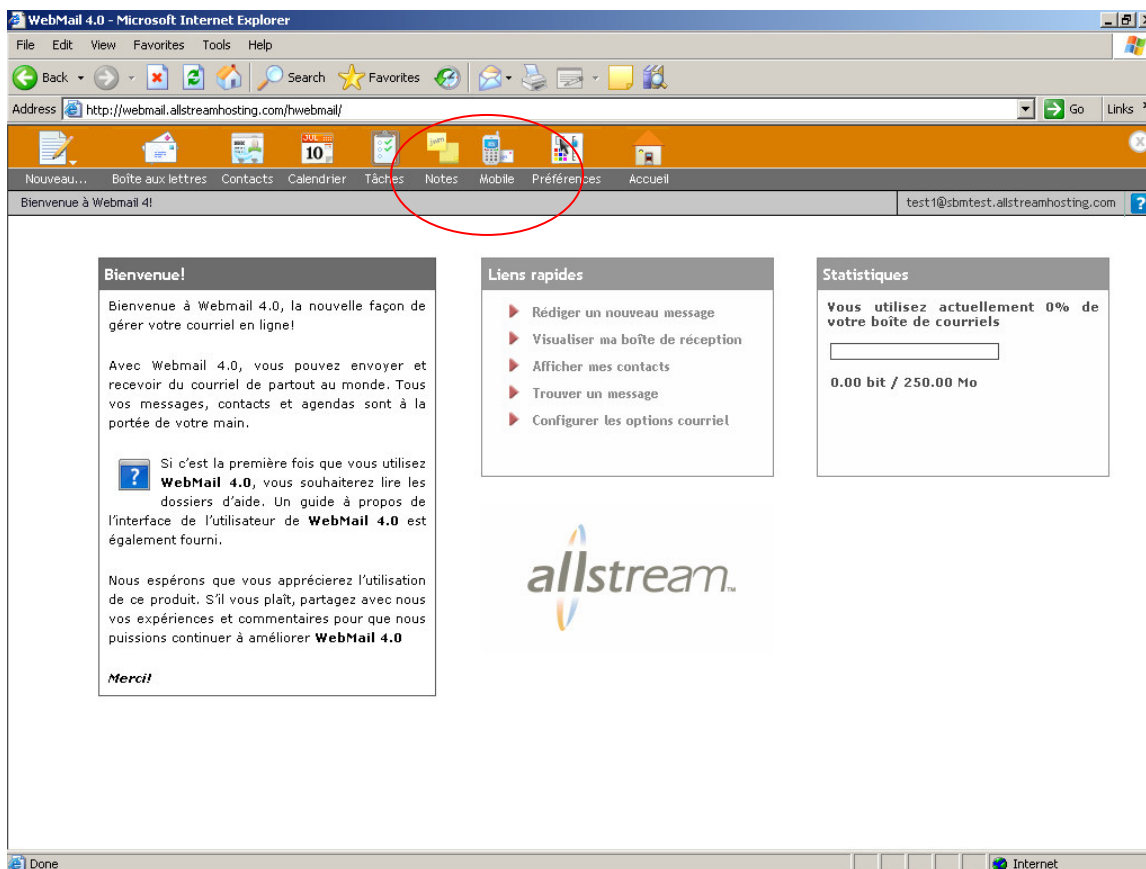 WebMail 4.0 - Microsoft Internet Explorer
File Edit View Favorites Tools Help
Back Search Favorites
Address http://webmail.allstreamhosting.com/hwebmail/ Go Links
JUL 10
Nouveau... Boîte aux lettres Contacts Calendrier Tâches Notes Mobile Préférences Accueil
Bienvenue à Webmail 4! test1@sbmtest.allstreamhosting.com ?
Bienvenue!
Bienvenue à Webmail 4.0, la nouvelle façon de
gérer votre courriel en ligne!
Avec Webmail 4.0, vous pouvez envoyer et
recevoir du courriel de partout au monde. Tous
vos messages, contacts et agendas sont à la
portée de votre main.
? Si c'est la première fois que vous utilisez
WebMail 4.0, vous souhaiterez lire les
dossiers d'aide. Un guide à propos de
l'interface de l'utilisateur de WebMail 4.0 est
également fourni.
Nous espérons que vous apprécierez l'utilisation
de ce produit. S'il vous plaît, partagez avec nous
vos expériences et commentaires pour que nous
puissions continuer à améliorer WebMail 4.0
Merci!
Liens rapides
Rédiger un nouveau message
Visualiser ma boîte de réception
Afficher mes contacts
Trouver un message
Configurer les options courriel
allstream™
Statistiques
Vous utilisez actuellement 0% de
votre boîte de courriels
0.00 bit / 250.00 Mo
Done Internet